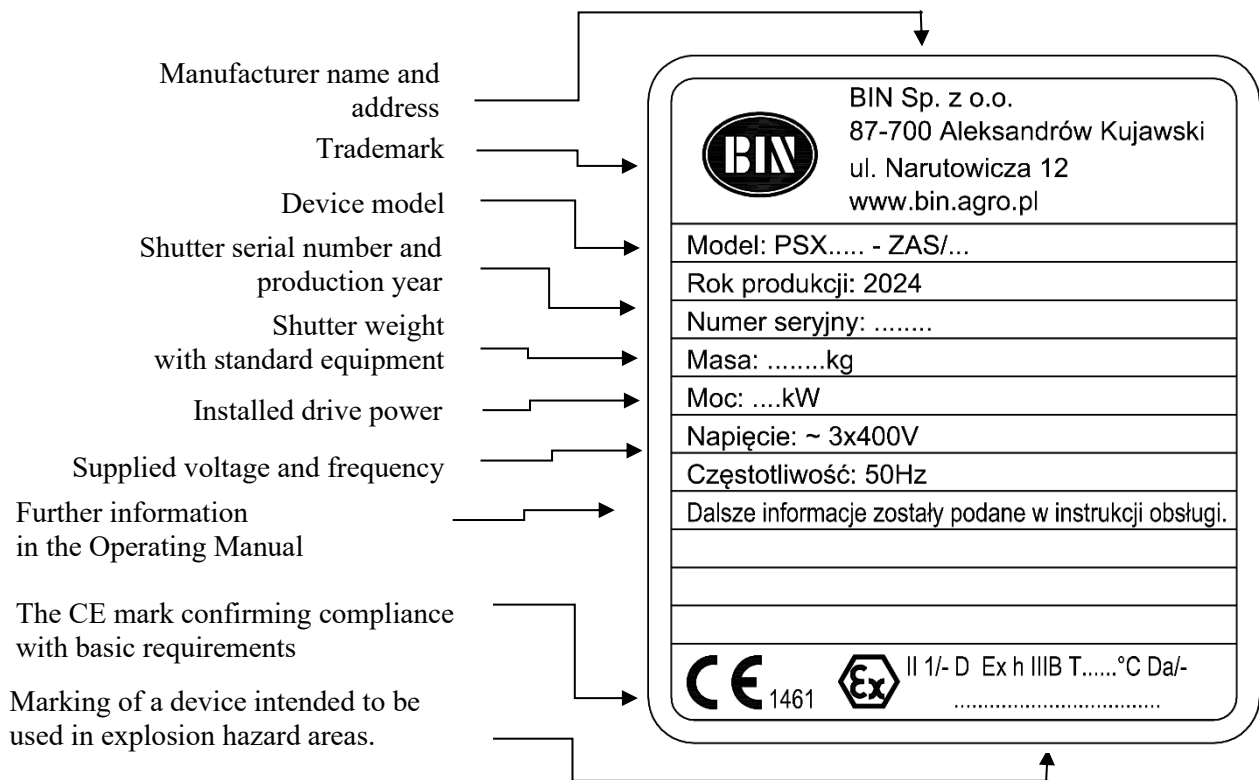 Manufacturer name and
address
Trademark
Device model
Shutter serial number and
production year
Shutter weight
with standard equipment
Installed drive power
Supplied voltage and frequency
Further information
in the Operating Manual
The CE mark confirming compliance
with basic requirements
Marking of a device intended to be
used in explosion hazard areas.
BIN
BIN Sp. z o.o.
87-700 Aleksandrów Kujawski
ul. Narutowicza 12
www.bin.agro.pl
Model: PSX..... - ZAS/...
Rok produkcji: 2024
Numer seryjny: ........
Masa: ........kg
Moc: ....kW
Napięcie: ~ 3x400V
Częstotliwość: 50Hz
Dalsze informacje zostały podane w instrukcji obsługi.
CE 1461
Ex II 1/- D Ex h IIIB T......°C Da/-
...................................